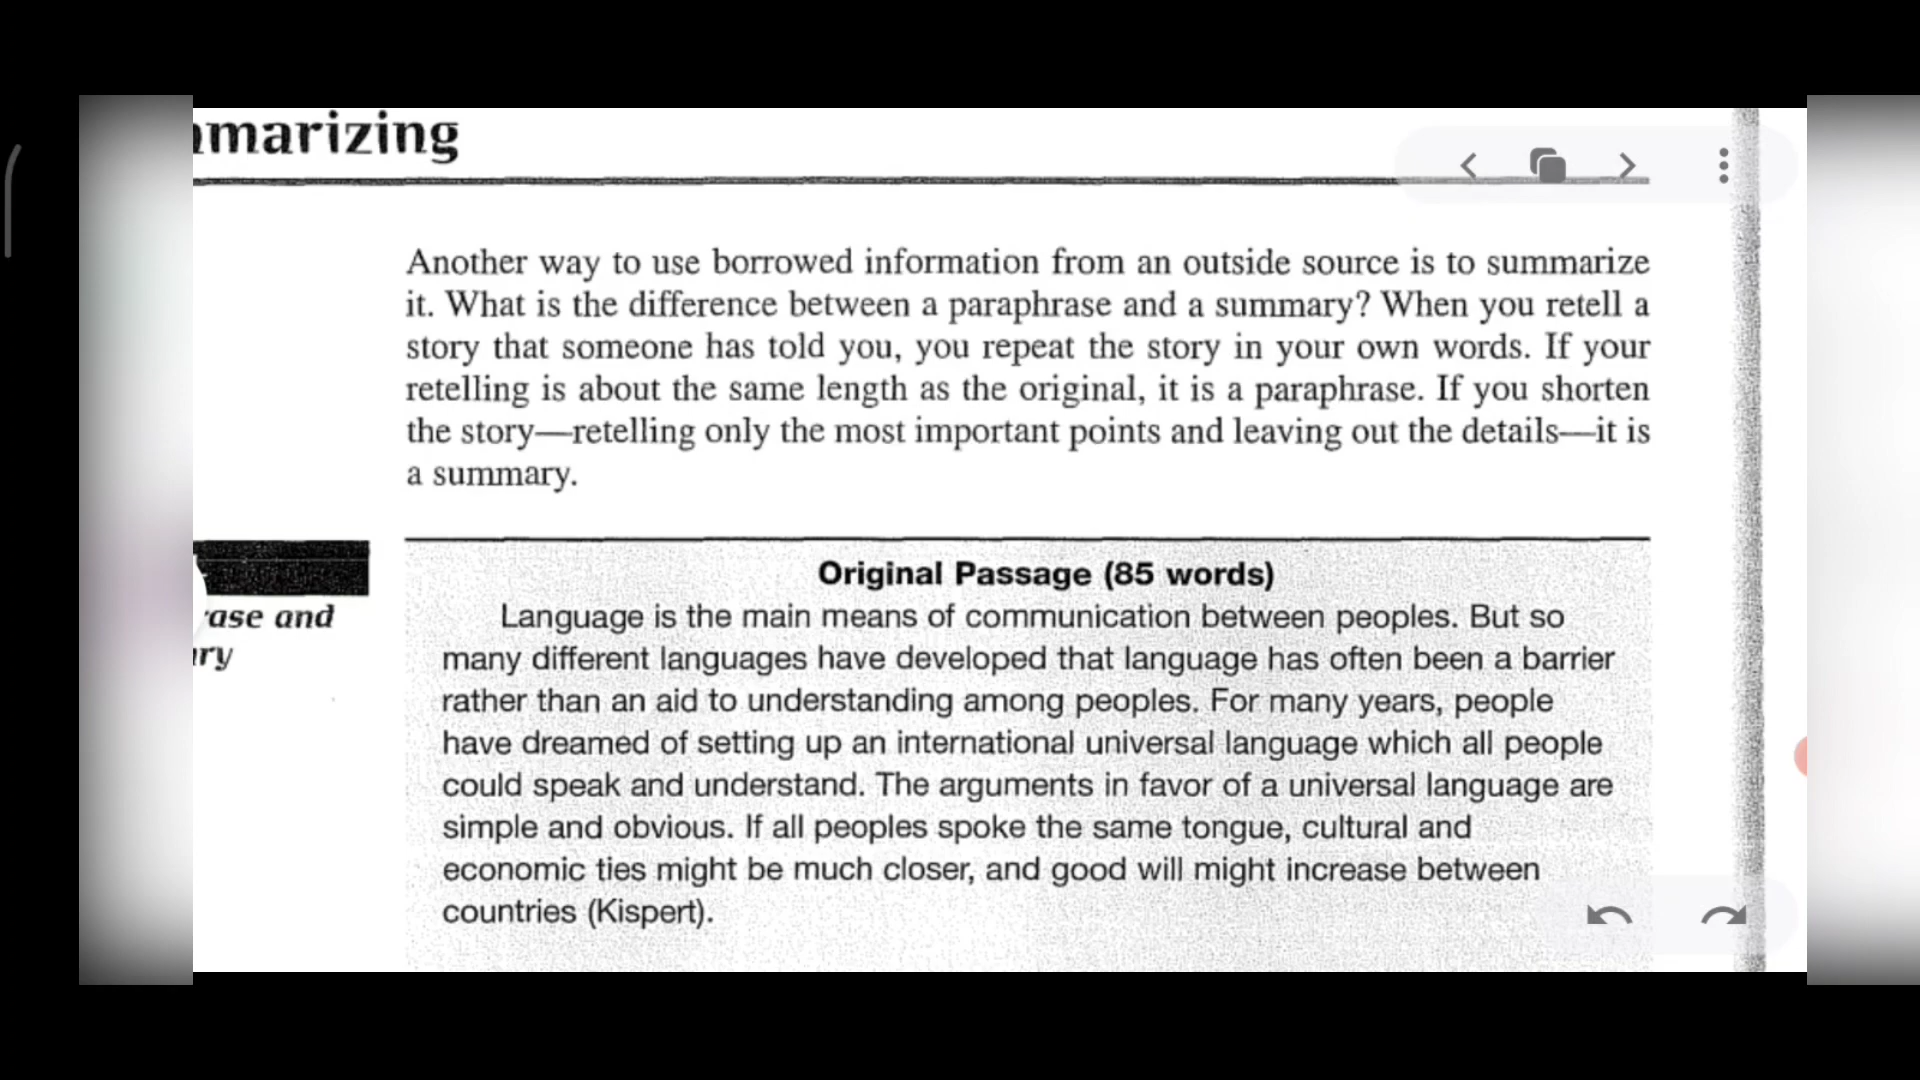 marizing
Another way to use borrowed information from an outside source is to summarize
it. What is the difference between a paraphrase and a summary? When you retell a
story that someone has told you, you repeat the story in your own words. If your
retelling is about the same length as the original, it is a paraphrase. If you shorten
the story—retelling only the most important points and leaving out the details—it is
a summary.
ase and
ry
Original Passage (85 words)
Language is the main means of communication between peoples. But so
many different languages have developed that language has often been a barrier
rather than an aid to understanding among peoples. For many years, people
have dreamed of setting up an international universal language which all people
could speak and understand. The arguments in favor of a universal language are
simple and obvious. If all peoples spoke the same tongue, cultural and
economic ties might be much closer, and good will might increase between
countries (Kispert).